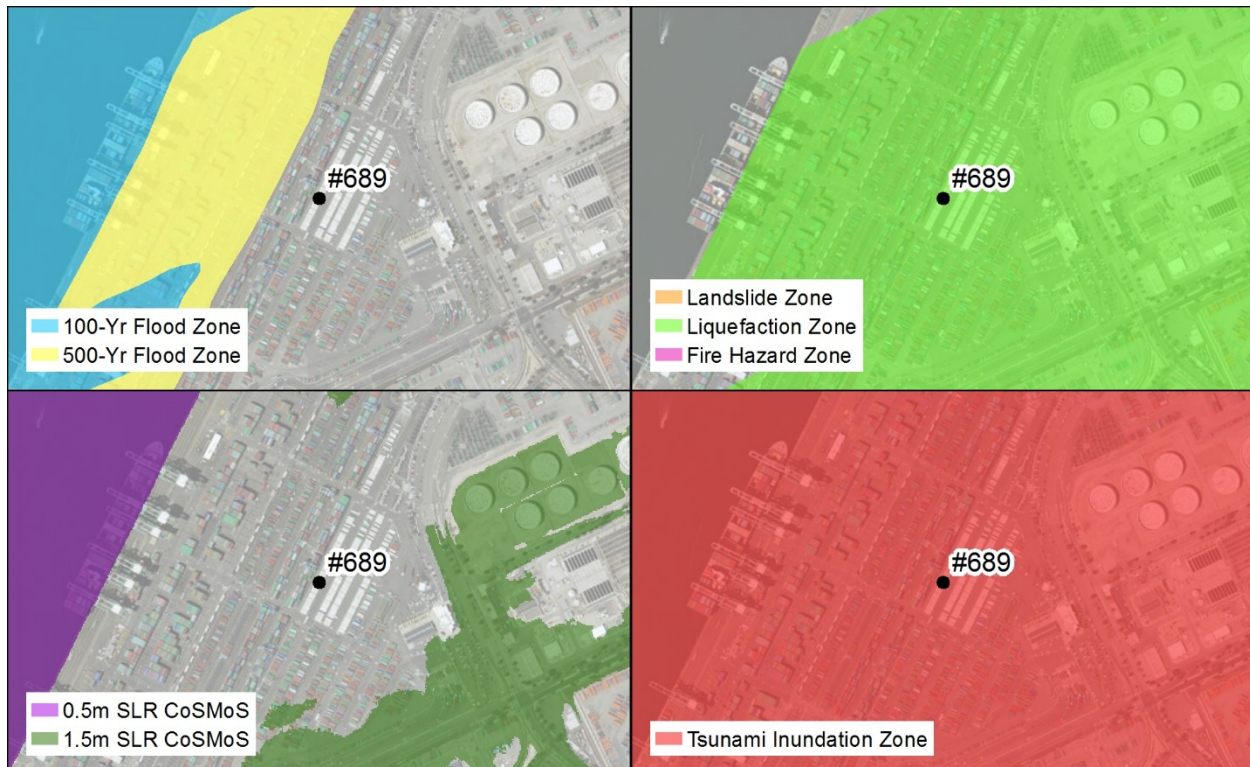 #689
100-Yr Flood Zone
500-Yr Flood Zone
#689
Landslide Zone
Liquefaction Zone
Fire Hazard Zone
#689
0.5m SLR CoSMoS
1.5m SLR CoSMoS
#689
Tsunami Inundation Zone